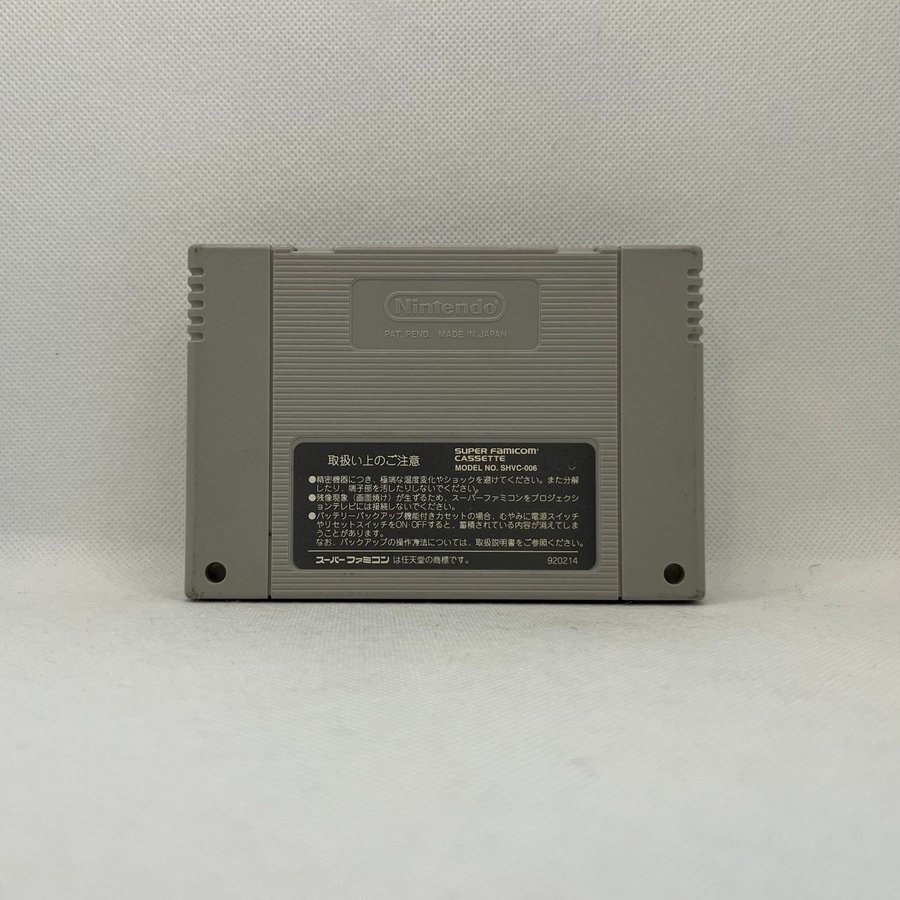 Nintendo
PAT. PEND. MADE IN JAPAN
取扱い上のご注意
SUPER FAMICOM
CASSETTE
MODEL NO. SHVC-006
●精密機器につき、極端な温度変化やショックを避けてください。また分解
したり、端子部を汚したりしないでください。
●残像現象（画面焼け）が生ずるため、スーパーファミコンをプロジェクシ
ョンテレビには接続しないでください。
●バッテリーバックアップ機能付きカセットの場合、むやみに電源スイッチ
やリセットスイッチをON·OFFすると、蓄積されている内容が消えてしま
うことがあります。
なお、バックアップの操作方法については、取扱説明書をご参照ください。
スーパーファミコン は任天堂の商標です。 920214